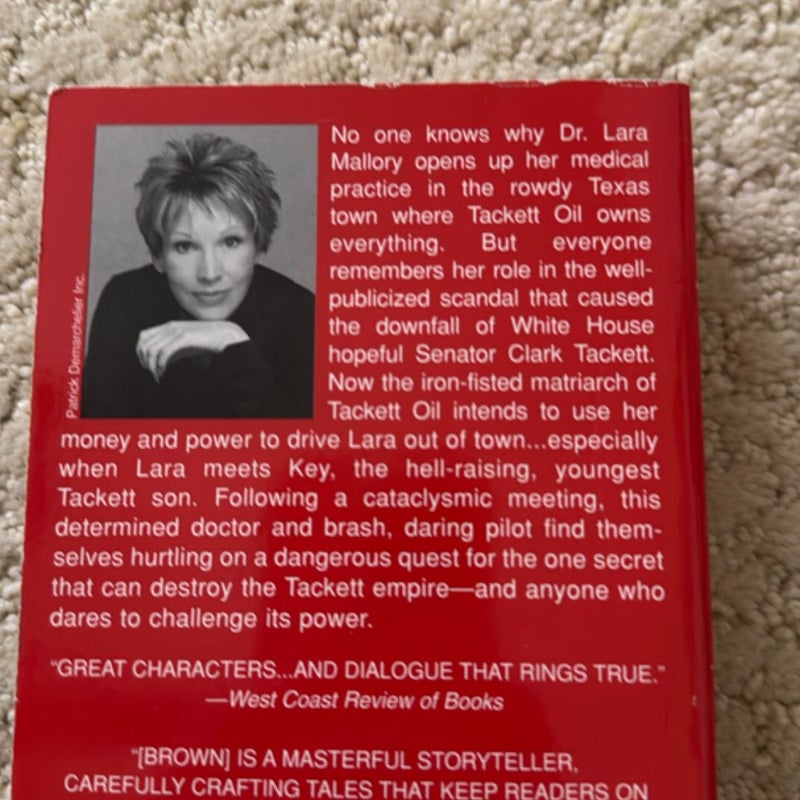 Patrick Demarchelier Inc.
No one knows why Dr. Lara
Mallory opens up her medical
practice in the rowdy Texas
town where Tackett Oil owns
everything. But everyone
remembers her role in the well-
publicized scandal that caused
the downfall of White House
hopeful Senator Clark Tackett.
Now the iron-fisted matriarch of
Tackett Oil intends to use her
money and power to drive Lara out of town...especially
when Lara meets Key, the hell-raising, youngest
Tackett son. Following a cataclysmic meeting, this
determined doctor and brash, daring pilot find them-
selves hurtling on a dangerous quest for the one secret
that can destroy the Tackett empire—and anyone who
dares to challenge its power.
"GREAT CHARACTERS...AND DIALOGUE THAT RINGS TRUE."
—West Coast Review of Books
"[BROWN] IS A MASTERFUL STORYTELLER,
CAREFULLY CRAFTING TALES THAT KEEP READERS ON